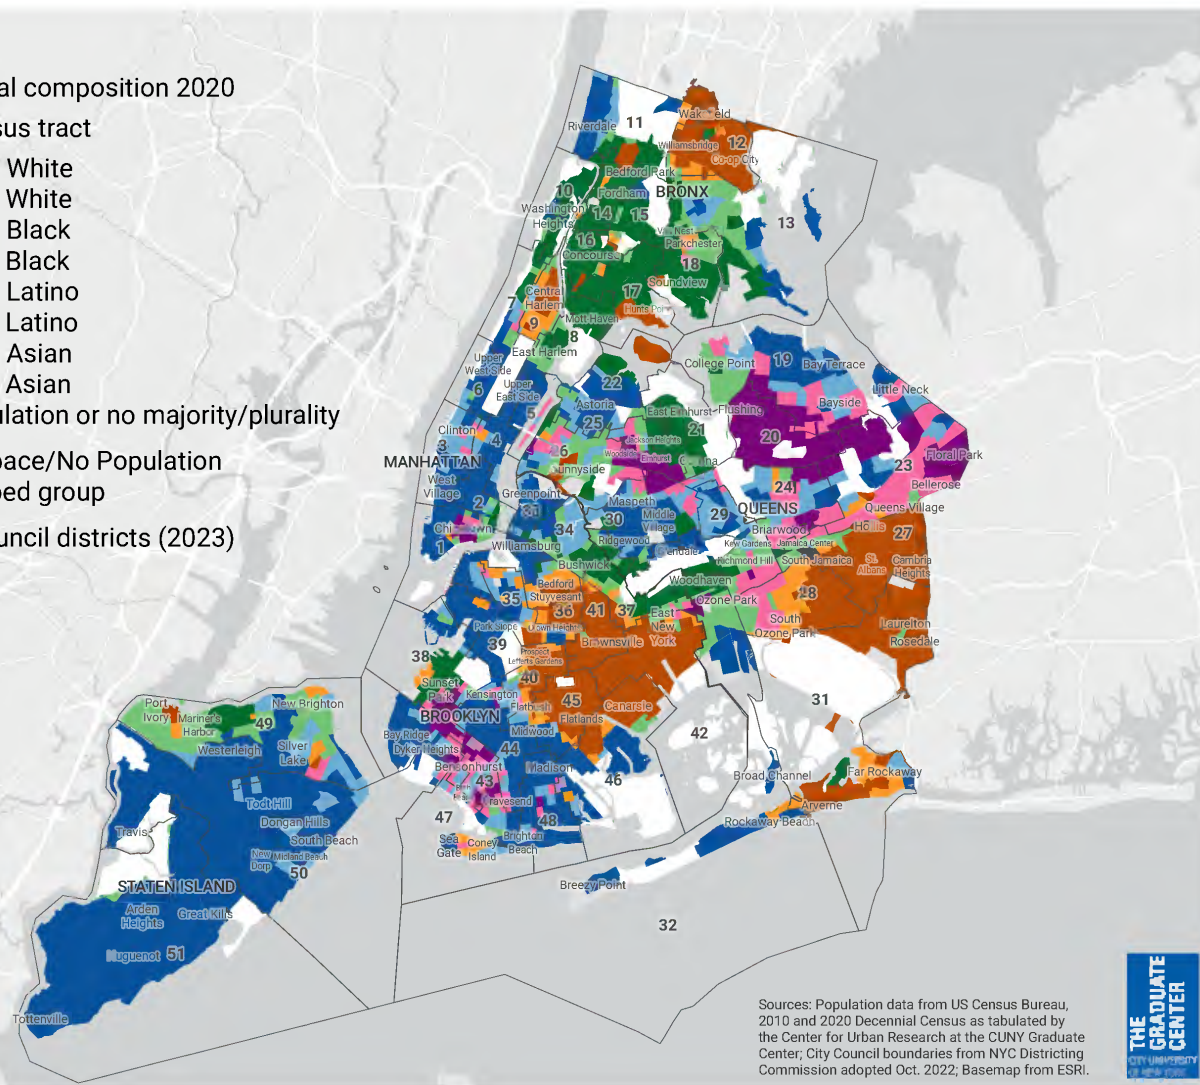 al composition 2020
sus tract
White
White
Black
Black
Latino
Latino
Asian
Asian
ulation or no majority/plurality
pace/No Population
ped group
uncil districts (2023)
Riverdale
11
Wakefield
Williamsbridge
12
Co-op City
Bedford Park
10
Fordham
BRONX
Washington
Heights
14
15
13
16
Van Nest
Parkchester
Concourse
18
Soundview
17
Central
Harlem
Hunts Point
7
9
Mott Haven
8
East Harlem
Upper
West Side
College Point
19
Bay Terrace
6
Upper
East Side
22
Little Neck
5
Astoria
East Elmhurst
Flushing
Bayside
25
Clinton
4
Jackson Heights
21
20
3
MANHATTAN
26
Woodside
Elmhurst
Corona
Sunnyside
Floral Park
23
West
Village
Greenpoint
24
Bellerose
2
33
Maspeth
29
QUEENS
Queens Village
Chinatown
34
30
Middle
Village
Briarwood
Hollis
27
1
Williamsburg
Ridgewood
Glendale
Kew Gardens
Jamaica Center
Bushwick
Richmond Hill
South Jamaica
St.
Albans
Cambria
Heights
Woodhaven
35
Bedford
Stuyvesant
36
41
37
Ozone Park
28
Park Slope
Crown Heights
East
New
York
South
Ozone Park
Laurelton
Rosedale
Brownsville
39
38
Prospect
Lefferts Gardens
Sunset
Park
40
31
Kensington
45
Canarsie
BROOKLYN
Flatbush
Flatlands
Bay Ridge
Midwood
42
Dyker Heights
44
Bensonhurst
Madison
46
Broad Channel
Far Rockaway
43
Gravesend
Arverne
47
48
Rockaway Beach
Sea
Gate
Coney
Island
Brighton
Beach
Breezy Point
32
Port
Ivory
Mariner's
Harbor
49
New Brighton
Westerleigh
Silver
Lake
Todt Hill
Travis
Dongan Hills
South Beach
New
Dorp
Midland Beach
50
STATEN ISLAND
Arden
Heights
Great Kills
Huguenot
51
Tottenville
Sources: Population data from US Census Bureau,
2010 and 2020 Decennial Census as tabulated by
the Center for Urban Research at the CUNY Graduate
Center; City Council boundaries from NYC Districting
Commission adopted Oct. 2022; Basemap from ESRI.
THE
GRADUATE
CENTER
CITY UNIVERSITY
OF NEW YORK